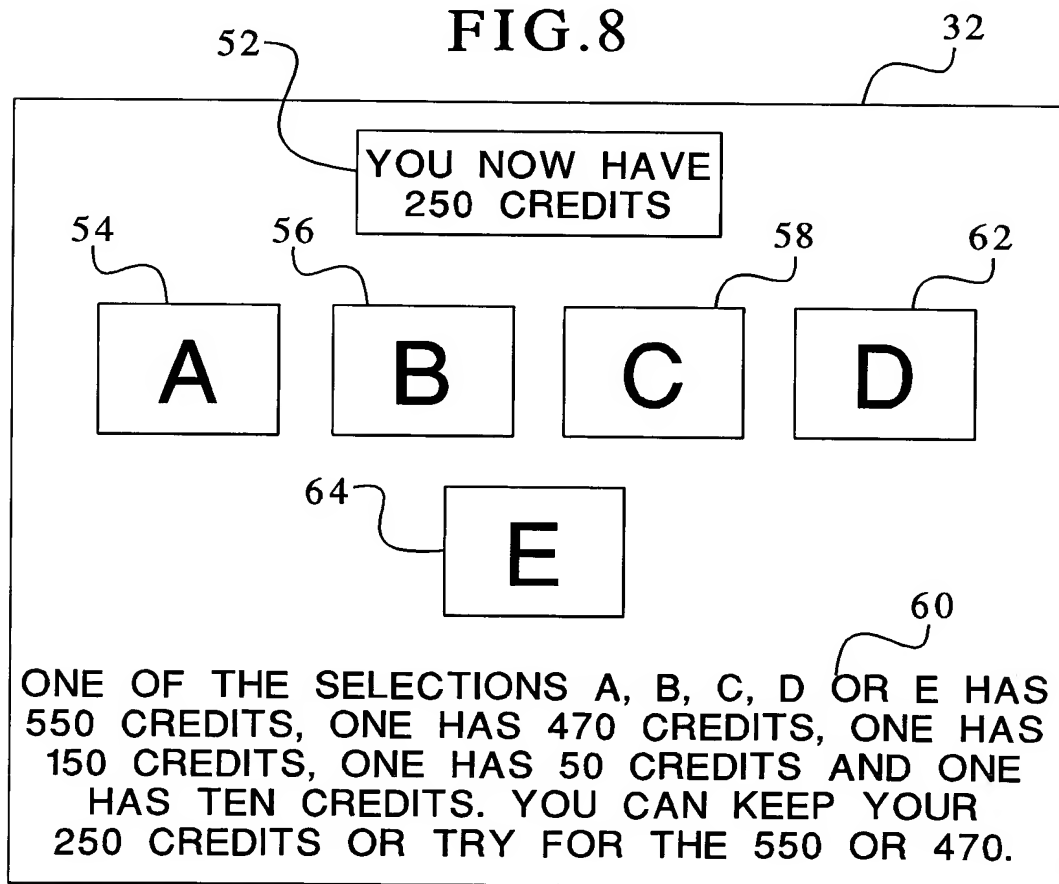 FIG.8
52
32
YOU NOW HAVE
250 CREDITS
54
56
58
62
A
B
C
D
64
E
60
ONE OF THE SELECTIONS A, B, C, D OR E HAS
550 CREDITS, ONE HAS 470 CREDITS, ONE HAS
150 CREDITS, ONE HAS 50 CREDITS AND ONE
HAS TEN CREDITS. YOU CAN KEEP YOUR
250 CREDITS OR TRY FOR THE 550 OR 470.